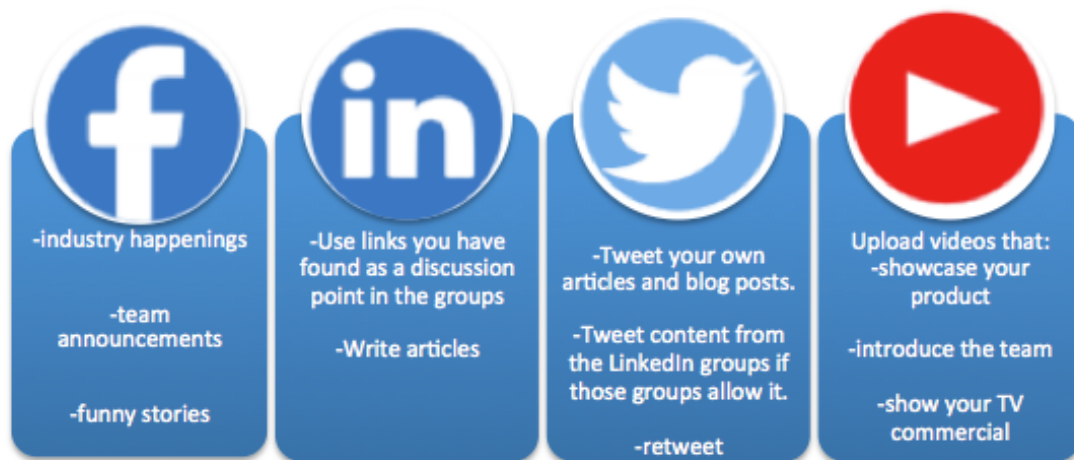 f
-industry happenings
-team
announcements
-funny stories
in
-Use links you have
found as a discussion
point in the groups
-Write articles
-Tweet your own
articles and blog posts.
-Tweet content from
the LinkedIn groups if
those groups allow it.
-retweet
Upload videos that:
-showcase your
product
-introduce the team
-show your TV
commercial